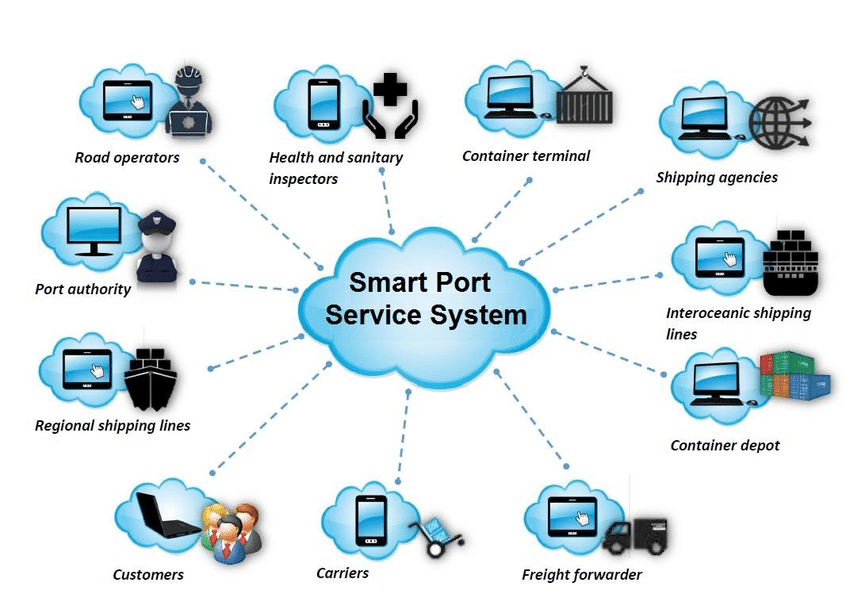 Road operators
Health and sanitary
inspectors
Container terminal
Shipping agencies
Port authority
Smart Port
Service System
Interoceanic shipping
lines
Regional shipping lines
Container depot
Customers
Carriers
Freight forwarder